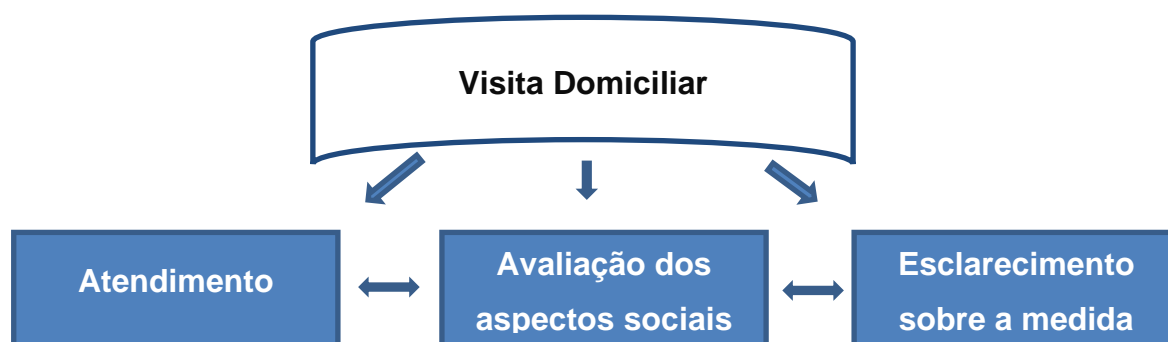 Visita Domiciliar
Atendimento
Avaliação dos
aspectos sociais
Esclarecimento
sobre a medida